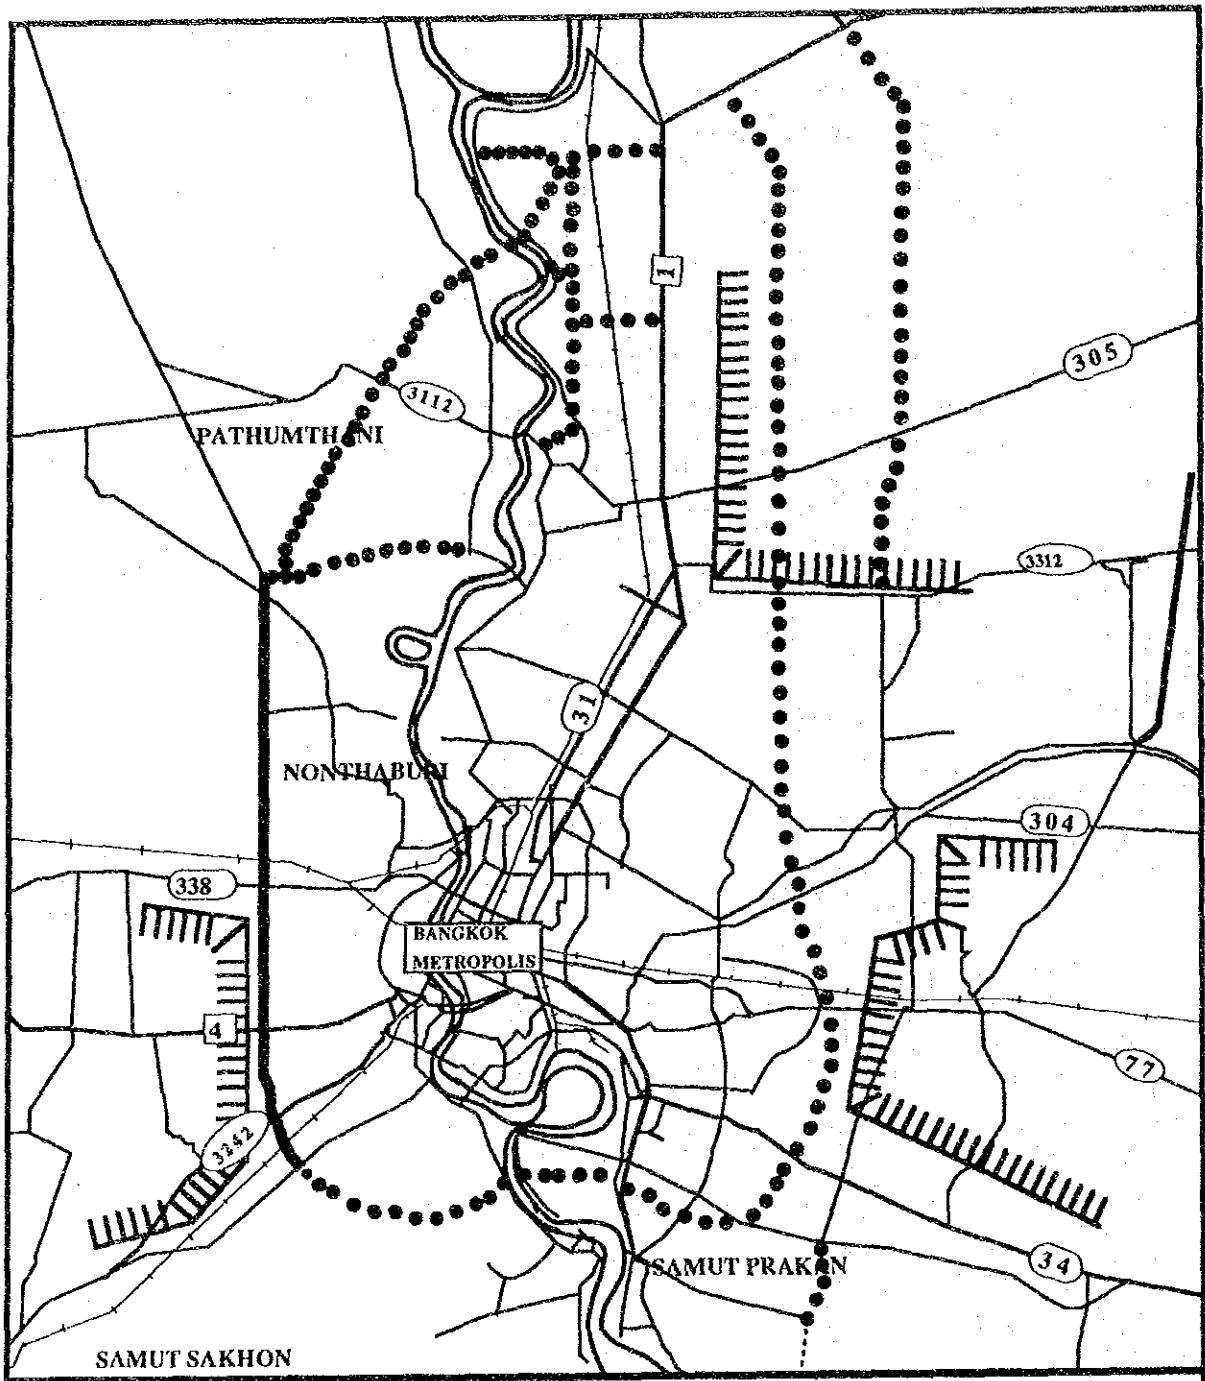 1
305
3112
PATHUMTHANI
3312
31
NONTHABURI
304
338
BANGKOK
METROPOLIS
4
77
3242
34
SAMUT PRAKAN
SAMUT SAKHON